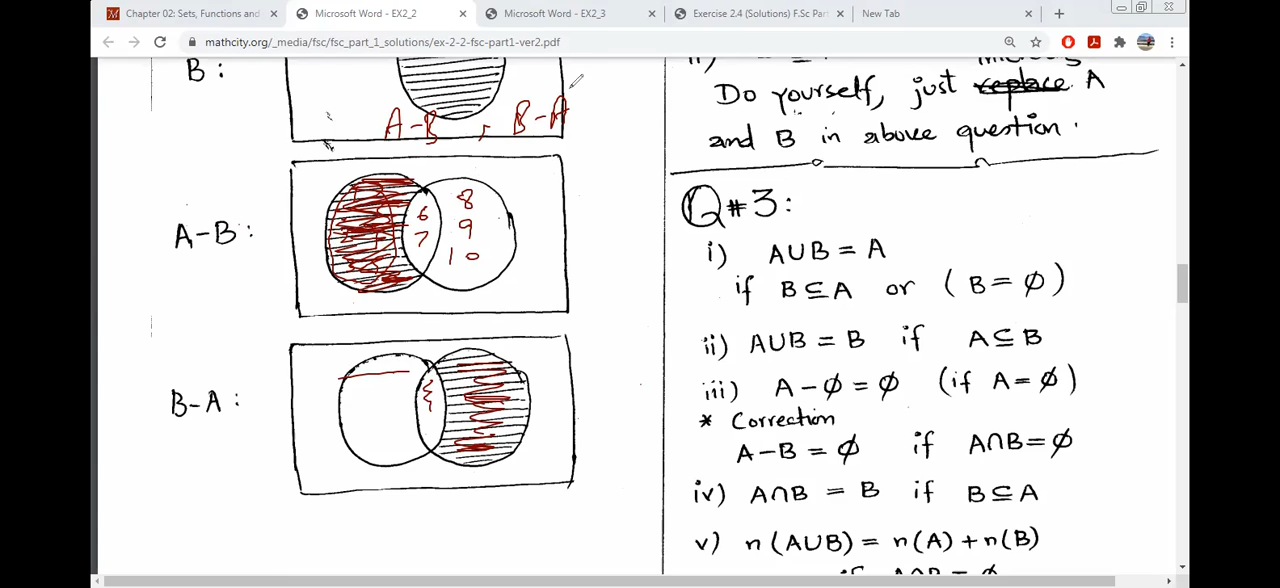 Chapter 02: Sets, Functions and
Microsoft Word - EX2_2
Microsoft Word - EX2_3
Exercise 2.4 (Solutions) F.Sc Part
New Tab
mathcity.org/_media/fsc/fsc_part_1_solutions/ex-2-2-fsc-part1-ver2.pdf
B :
A-B , B-A
A-B :
6
7
8
9
10
B-A :
Do yourself, just replace A
and B in above question.
Q#3:
i) A∪B = A
if B⊆A or (B = ϕ)
ii) A∪B = B if A⊆B
iii) A-ϕ = ϕ (if A=ϕ)
* Correction
A-B = ϕ if A∩B=ϕ
iv) A∩B = B if B⊆A
v) n(A∪B) = n(A)+n(B)
if A∩B = ϕ